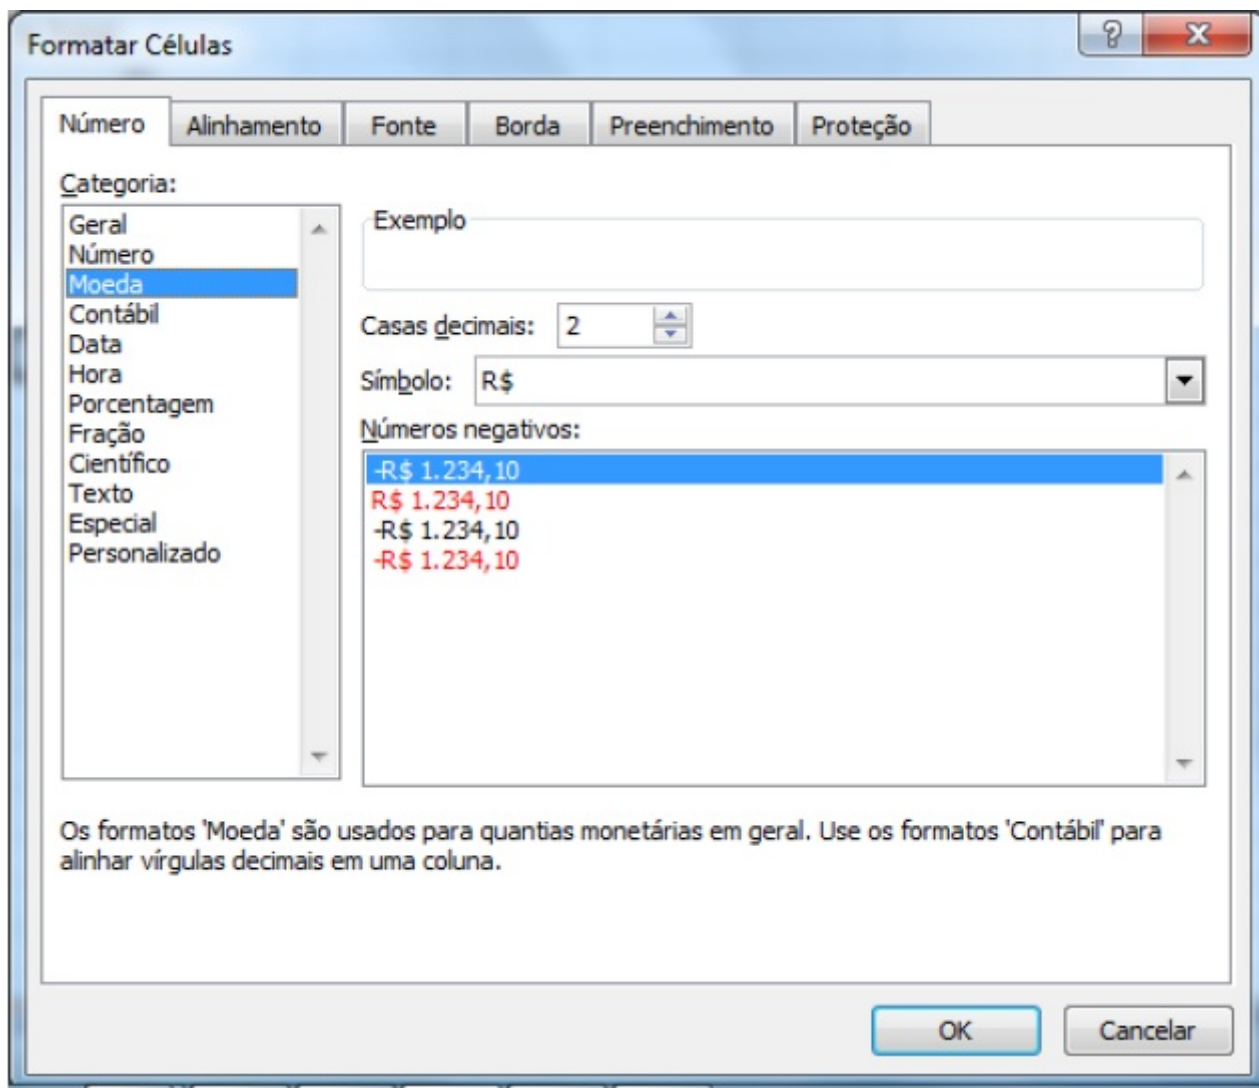 Formatar Células
Número Alinhamento Fonte Borda Preenchimento Proteção
Categoria:
Geral
Número
Moeda
Contábil
Data
Hora
Porcentagem
Fração
Científico
Texto
Especial
Personalizado
Exemplo
Casas decimais: 2
Símbolo: R$
Números negativos:
-R$ 1.234,10
R$ 1.234,10
-R$ 1.234,10
-R$ 1.234,10
Os formatos 'Moeda' são usados para quantias monetárias em geral. Use os formatos 'Contábil' para
alinhar vírgulas decimais em uma coluna.
OK Cancelar